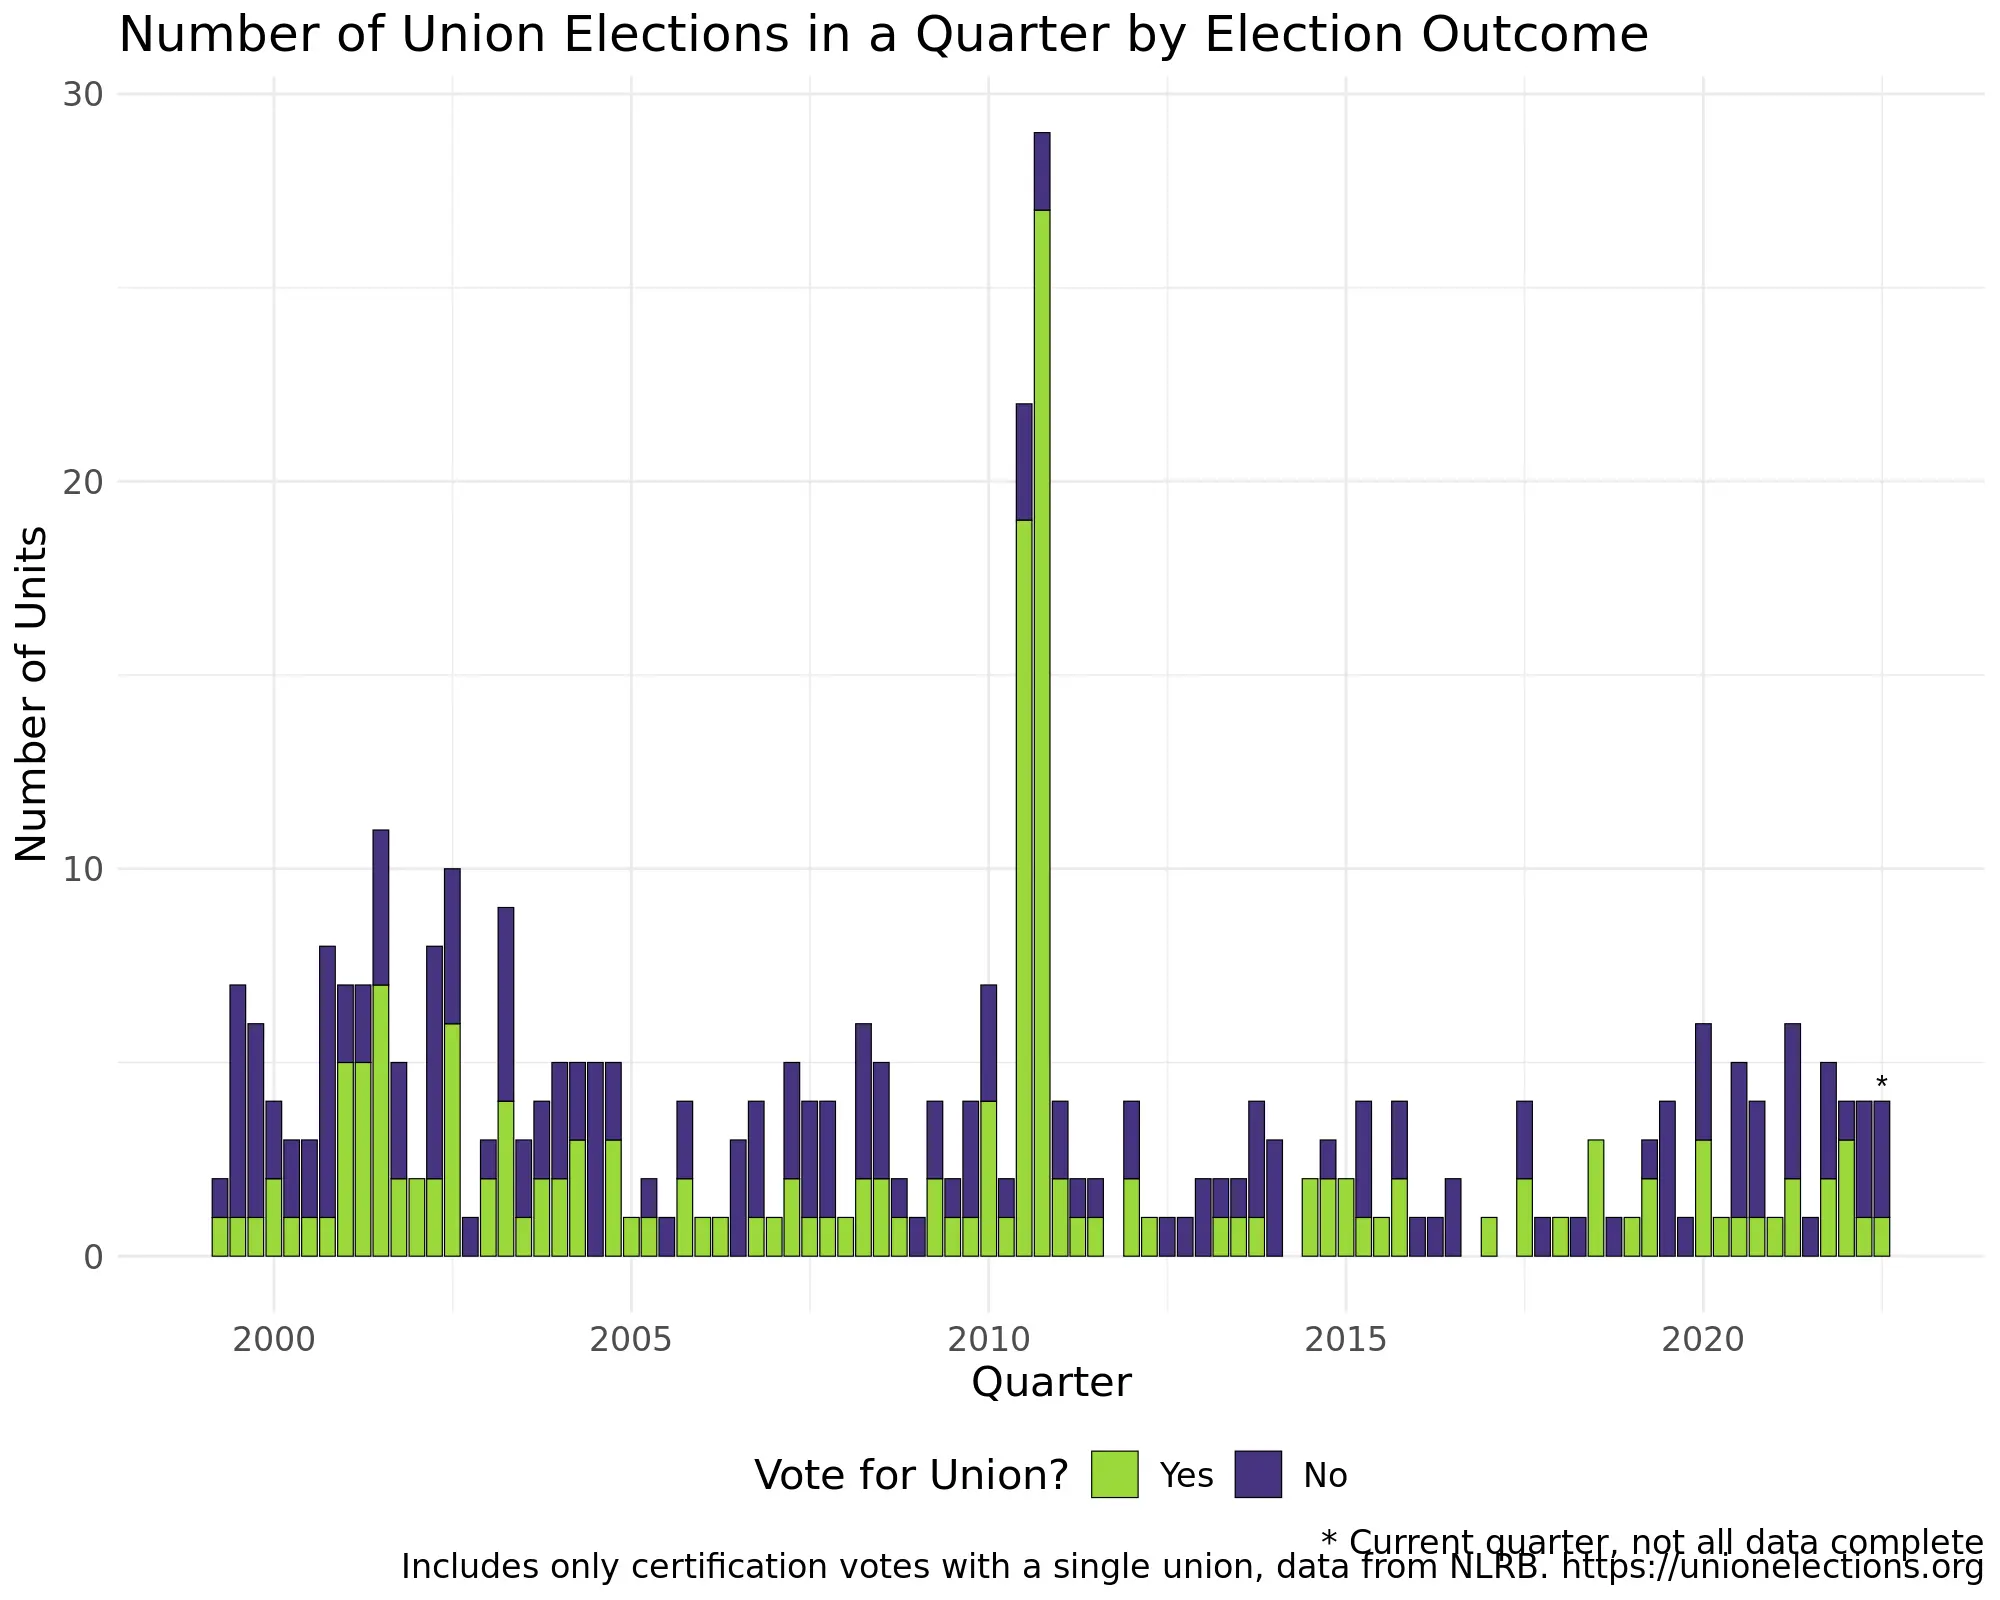 Number of Union Elections in a Quarter by Election Outcome
Number of Units
30
20
10
0
*
2000 2005 2010 2015 2020
Quarter
Vote for Union? Yes No
* Current quarter, not all data complete
Includes only certification votes with a single union, data from NLRB. https://unionelections.org